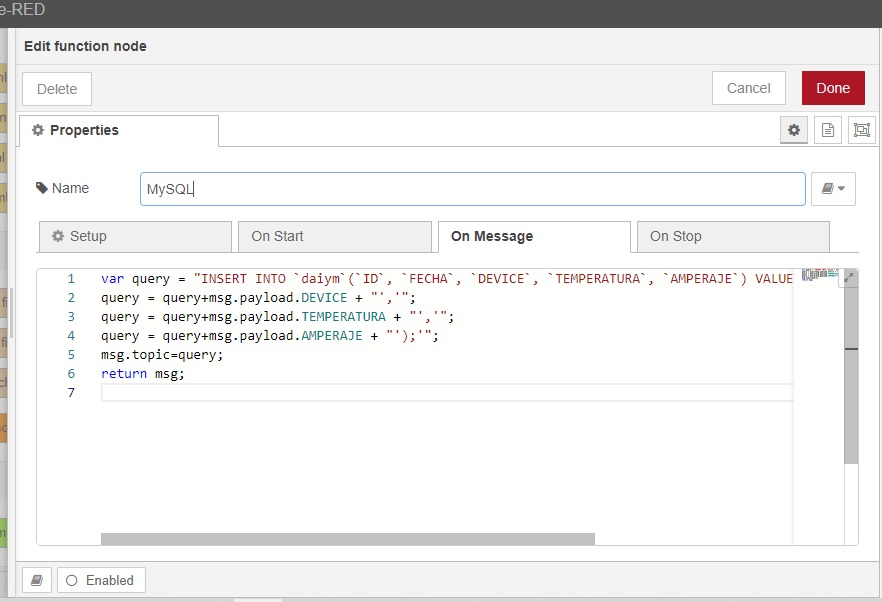 e-RED
Edit function node
Delete
Cancel
Done
Properties
Name
MySQL
Setup
On Start
On Message
On Stop
1 var query = "INSERT INTO `daiym`(`ID`, `FECHA`, `DEVICE`, `TEMPERATURA`, `AMPERAJE`) VALUE
2 query = query+msg.payload.DEVICE + "','";
3 query = query+msg.payload.TEMPERATURA + "','";
4 query = query+msg.payload.AMPERAJE + "');'";
5 msg.topic=query;
6 return msg;
7
Enabled